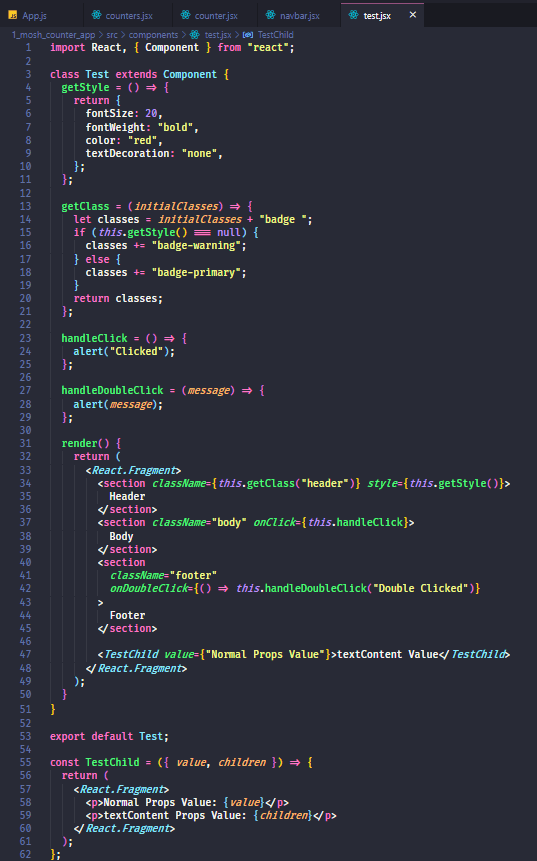 JS App.js counters.jsx counter.jsx navbar.jsx test.jsx ×
1_mosh_counter_app > src > components > test.jsx > TestChild
1 import React, { Component } from "react";
2
3 class Test extends Component {
4 getStyle = () => {
5 return {
6 fontSize: 20,
7 fontWeight: "bold",
8 color: "red",
9 textDecoration: "none",
10 };
11 };
12
13 getClass = (initialClasses) => {
14 let classes = initialClasses + "badge ";
15 if (this.getStyle() === null) {
16 classes += "badge-warning";
17 } else {
18 classes += "badge-primary";
19 }
20 return classes;
21 };
22
23 handleClick = () => {
24 alert("Clicked");
25 };
26
27 handleDoubleClick = (message) => {
28 alert(message);
29 };
30
31 render() {
32 return (
33 <React.Fragment>
34 <section className={this.getClass("header")} style={this.getStyle()}>
35 Header
36 </section>
37 <section className="body" onClick={this.handleClick}>
38 Body
39 </section>
40 <section
41 className="footer"
42 onDoubleClick={() => this.handleDoubleClick("Double Clicked")}
43 >
44 Footer
45 </section>
46
47 <TestChild value={"Normal Props Value"}>textContent Value</TestChild>
48 </React.Fragment>
49 );
50 }
51 }
52
53 export default Test;
54
55 const TestChild = ({ value, children }) => {
56 return (
57 <React.Fragment>
58 <p>Normal Props Value: {value}</p>
59 <p>textContent Props Value: {children}</p>
60 </React.Fragment>
61 );
62 };